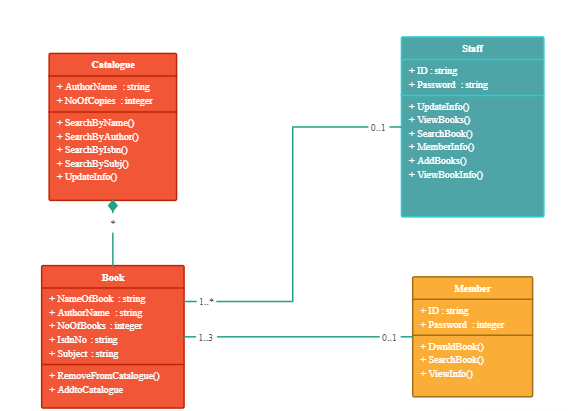 Catalogue
+ AuthorName : string
+ NoOfCopies : integer
+ SearchByName()
+ SearchByAuthor()
+ SearchByIsbn()
+ SearchBySubj()
+ UpdateInfo()
*
Staff
+ ID : string
+ Password : string
+ UpdateInfo()
+ ViewBooks()
+ SearchBook()
+ MemberInfo()
+ AddBooks()
+ ViewBookInfo()
0..1
Book
+ NameOfBook : string
+ AuthorName : string
+ NoOfBooks : integer
+ IsdnNo : string
+ Subject : string
+ RemoveFromCatalogue()
+ AddtoCatalogue
1..*
1..3
0..1
Member
+ ID : string
+ Password : integer
+ DwnldBook()
+ SearchBook()
+ ViewInfo()